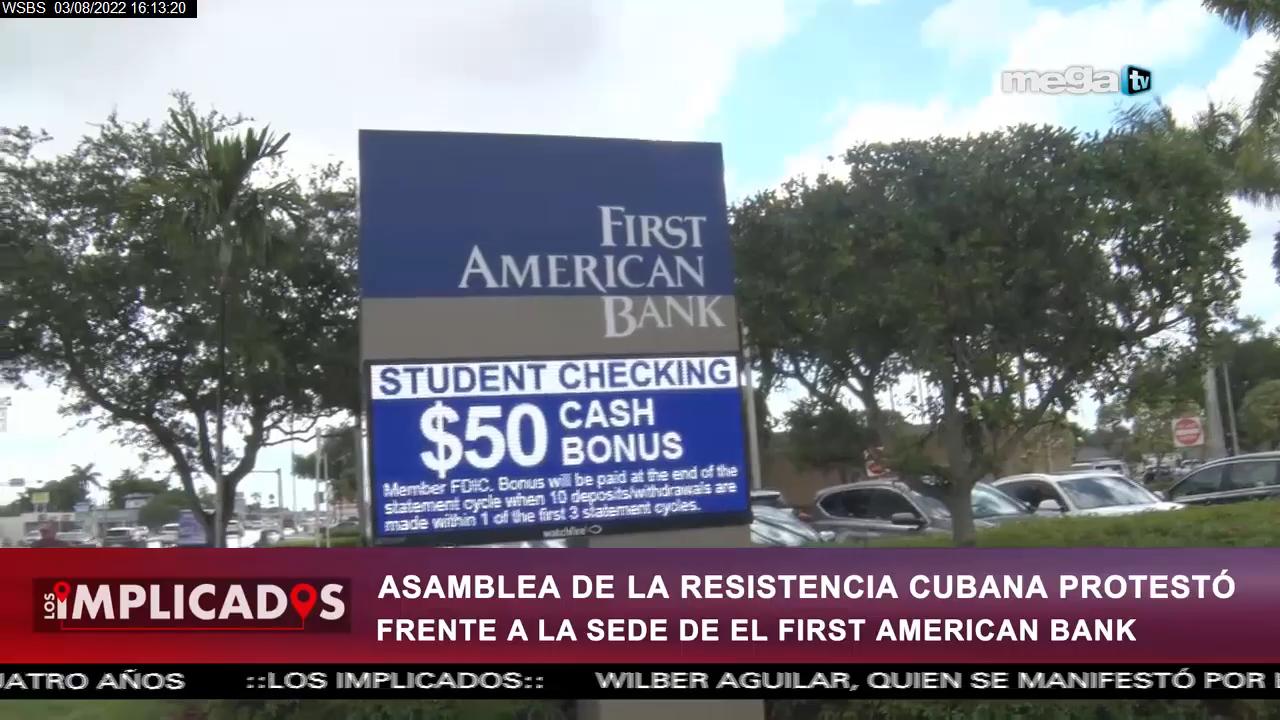 WSBS 03/08/2022 16:13:20
mega tv
FIRST
AMERICAN
BANK
STUDENT CHECKING
$50 CASH
BONUS
Member FDIC. Bonus will be paid at the end of the
statement cycle when 10 deposits/withdrawals are
made within 1 of the first 3 statement cycles.
watchfire
LOS IMPLICADOS
ASAMBLEA DE LA RESISTENCIA CUBANA PROTESTÓ
FRENTE A LA SEDE DE EL FIRST AMERICAN BANK
UATRO AÑOS ::LOS IMPLICADOS:: WILBER AGUILAR, QUIEN SE MANIFESTÓ POR